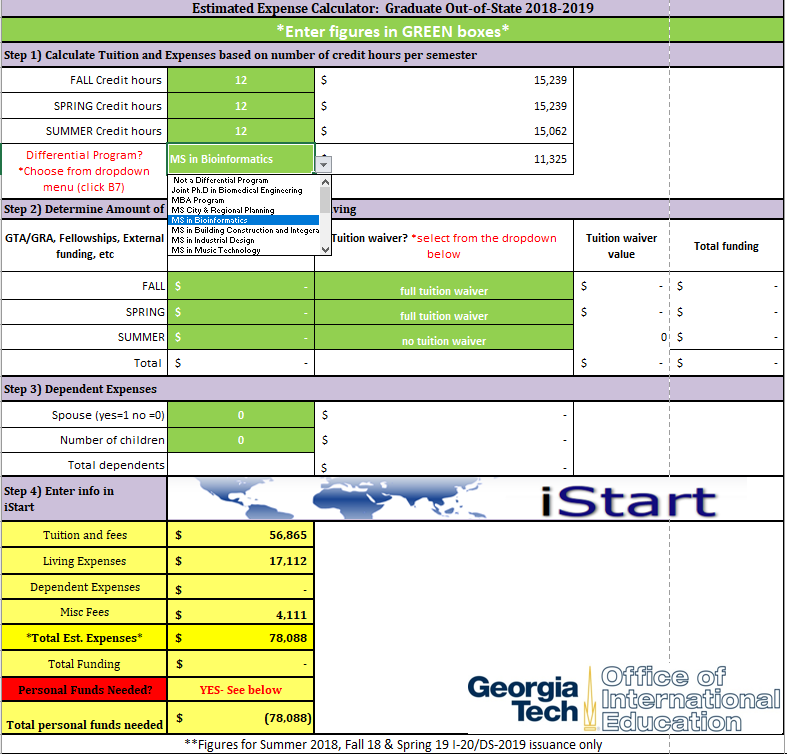 Estimated Expense Calculator: Graduate Out-of-State 2018-2019
*Enter figures in GREEN boxes*
Step 1) Calculate Tuition and Expenses based on number of credit hours per semester
FALL Credit hours 12 $ 15,239
SPRING Credit hours 12 $ 15,239
SUMMER Credit hours 12 $ 15,062
Differential Program?
*Choose from dropdown
menu (click B7)
MS in Bioinformatics 11,325
Not a Differential Program
Joint Ph.D in Biomedical Engineering
MBA Program
MS City & Regional Planning
MS in Bioinformatics
MS in Building Construction and Integera
MS in Industrial Design
MS in Music Technology
Step 2) Determine Amount of ving
GTA/GRA, Fellowships, External
funding, etc
Tuition waiver? *select from the dropdown
below
Tuition waiver
value
Total funding
FALL $ - full tuition waiver $ - $ -
SPRING $ - full tuition waiver $ - $ -
SUMMER $ - no tuition waiver 0 $ -
Total $ - $ - $ -
Step 3) Dependent Expenses
Spouse (yes=1 no =0) 0 $ -
Number of children 0 $ -
Total dependents $ -
Step 4) Enter info in
iStart
iStart
Tuition and fees $ 56,865
Living Expenses $ 17,112
Dependent Expenses $ -
Misc Fees $ 4,111
*Total Est. Expenses* $ 78,088
Total Funding $ -
Personal Funds Needed? YES- See below
Total personal funds needed $ (78,088)
Georgia
Tech
Office of
International
Education
**Figures for Summer 2018, Fall 18 & Spring 19 I-20/DS-2019 issuance only